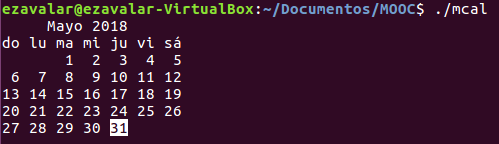 ezavalar@ezavalar-VirtualBox:~/Documentos/MOOC$ ./mcal
Mayo 2018
do lu ma mi ju vi sá
1 2 3 4 5
6 7 8 9 10 11 12
13 14 15 16 17 18 19
20 21 22 23 24 25 26
27 28 29 30 31